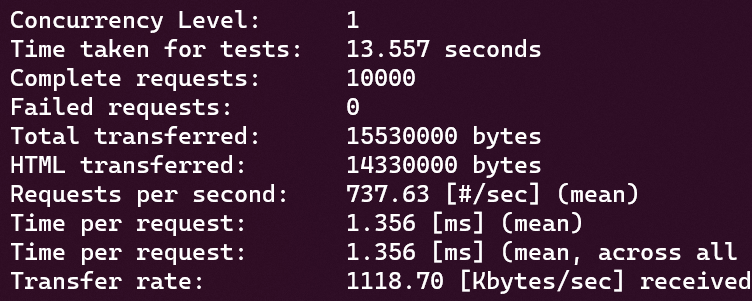 Concurrency Level:      1
Time taken for tests:   13.557 seconds
Complete requests:      10000
Failed requests:        0
Total transferred:      15530000 bytes
HTML transferred:       14330000 bytes
Requests per second:    737.63 [#/sec] (mean)
Time per request:       1.356 [ms] (mean)
Time per request:       1.356 [ms] (mean, across all
Transfer rate:          1118.70 [Kbytes/sec] received